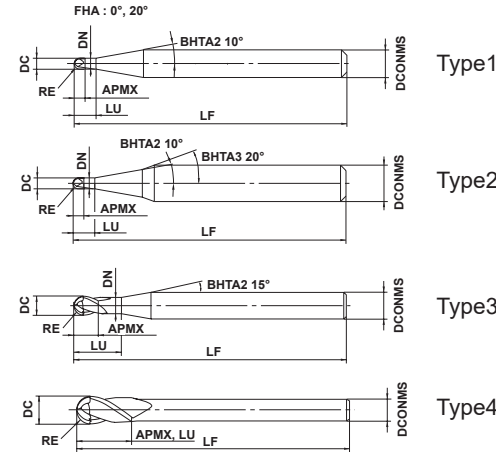 FHA : 0°, 20°
DC
DN
BHTA2 10°
DCONMS
Type1
RE
APMX
LU
LF
BHTA2 10°
DN
BHTA3 20°
DC
DCONMS
Type2
RE
APMX
LU
LF
DN
BHTA2 15°
DC
DCONMS
Type3
RE
APMX
LU
LF
DC
DCONMS
Type4
RE
APMX, LU
LF